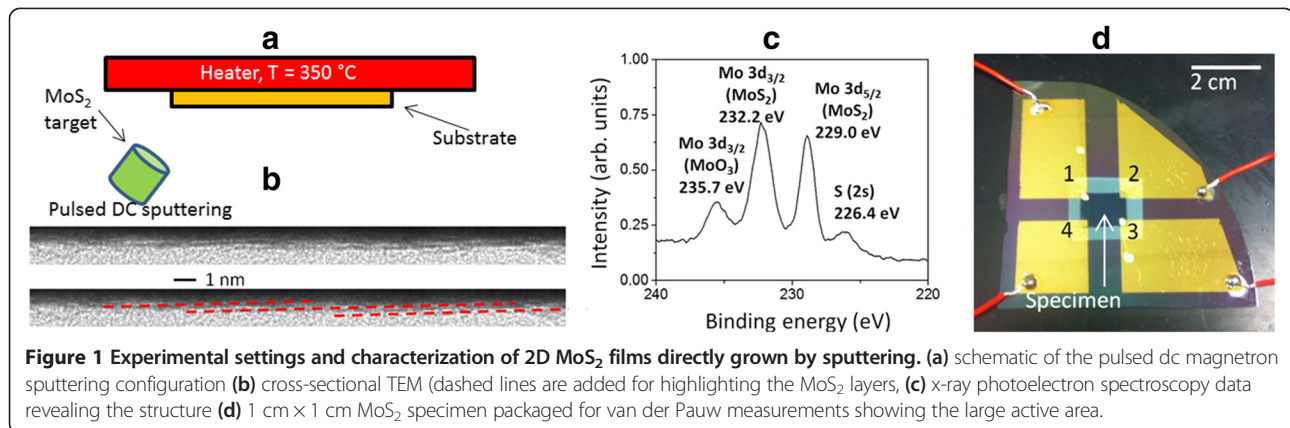 a
Heater, T = 350 °C
MoS₂
target
Substrate
Pulsed DC sputtering
b
1 nm
c
1.00
0.75
0.50
0.25
0.00
Intensity (arb. units)
Mo 3d₃/₂
(MoS₂)
232.2 eV
Mo 3d₅/₂
(MoS₂)
229.0 eV
Mo 3d₃/₂
(MoO₃)
235.7 eV
S (2s)
226.4 eV
240 230 220
Binding energy (eV)
d
2 cm
1 2
4 3
Specimen
Figure 1 Experimental settings and characterization of 2D MoS₂ films directly grown by sputtering. (a) schematic of the pulsed dc magnetron
sputtering configuration (b) cross-sectional TEM (dashed lines are added for highlighting the MoS₂ layers, (c) x-ray photoelectron spectroscopy data
revealing the structure (d) 1 cm × 1 cm MoS₂ specimen packaged for van der Pauw measurements showing the large active area.